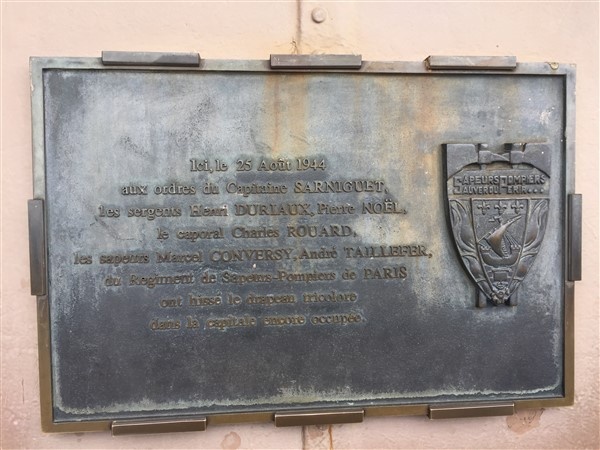 Ici, le 25 Août 1944
aux ordres du Capitaine SARNIGUET,
les sergens Henri DURIAUX, Pierre NOËL,
le caporal Charles ROUARD,
les sapeurs Marcel CONVERSY, André TAILLEFER,
du Régiment de Sapeurs-Pompiers de PARIS
ont hissé le drapeau tricolore
dans la capitale encore occupée.
SAPEURS POMPIERS
SAUVER OU PÉRIR...